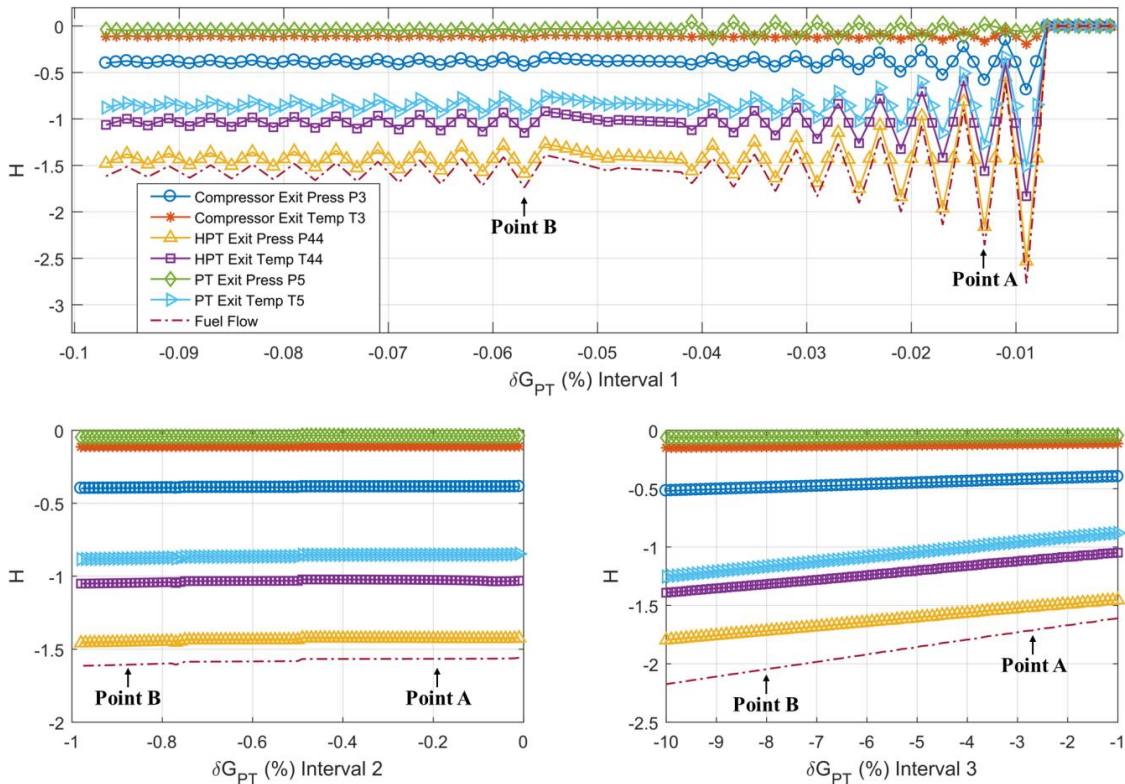 0
-0.5
-1
-1.5
-2
-2.5
-3
H
Compressor Exit Press P3
Compressor Exit Temp T3
HPT Exit Press P44
HPT Exit Temp T44
PT Exit Press P5
PT Exit Temp T5
Fuel Flow
Point B
Point A
-0.1 -0.09 -0.08 -0.07 -0.06 -0.05 -0.04 -0.03 -0.02 -0.01
δG_PT (%) Interval 1
0
-0.5
-1
-1.5
-2
H
Point B
Point A
-1 -0.8 -0.6 -0.4 -0.2 0
δG_PT (%) Interval 2
0
-0.5
-1
-1.5
-2
-2.5
H
Point A
Point B
-10 -9 -8 -7 -6 -5 -4 -3 -2 -1
δG_PT (%) Interval 3